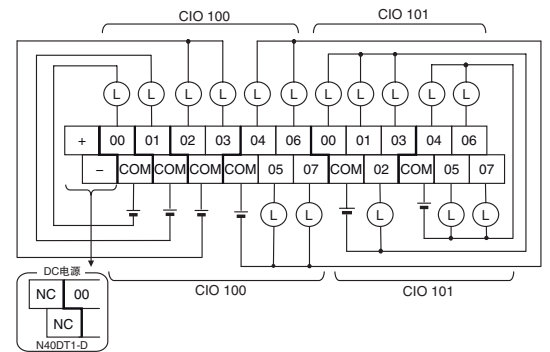 CIO 100 CIO 101
L L L L L L L L L L L
+ 00 01 02 03 04 06 00 01 03 04 06
− COM COM COM COM 05 07 COM 02 COM 05 07
L L L L L
DC电源
CIO 100 CIO 101
NC 00
NC
N40DT1-D